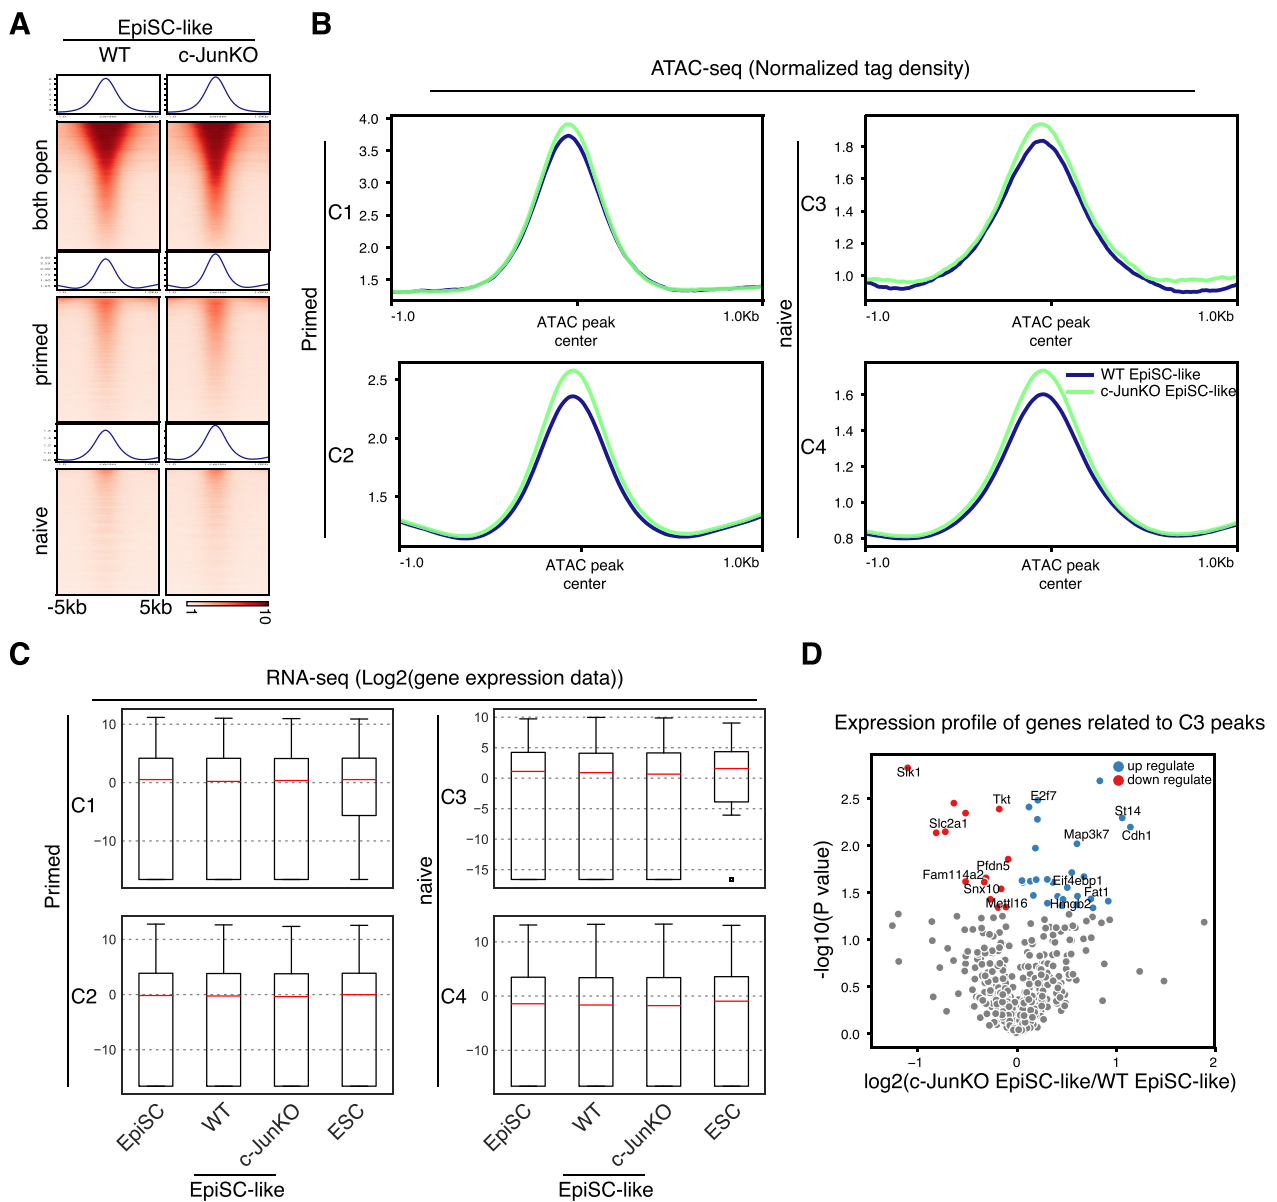 A
EpiSC-like
WT
c-JunKO
both open
primed
naive
-5kb
5kb
1
10
B
ATAC-seq (Normalized tag density)
Primed
C1
4.0
3.5
3.0
2.5
2.0
1.5
-1.0
ATAC peak
center
1.0Kb
C2
2.5
2.0
1.5
-1.0
ATAC peak
center
1.0Kb
naive
C3
1.8
1.6
1.4
1.2
1.0
-1.0
ATAC peak
center
1.0Kb
C4
1.6
1.4
1.2
1.0
0.8
WT EpiSC-like
c-JunKO EpiSC-like
-1.0
ATAC peak
center
1.0Kb
C
RNA-seq (Log2(gene expression data))
Primed
C1
10
0
−10
C2
10
0
−10
EpiSC
WT
c-JunKO
ESC
EpiSC-like
naive
C3
10
5
0
−5
−10
−15
C4
10
0
−10
EpiSC
WT
c-JunKO
ESC
EpiSC-like
D
Expression profile of genes related to C3 peaks
up regulate
down regulate
Sik1
Tkt
E2f7
St14
Slc2a1
Cdh1
Map3k7
Pfdn5
Fam114a2
Eif4ebp1
Snx10
Fat1
Mettl16
Hmgb2
-log10(P value)
2.5
2.0
1.5
1.0
0.5
0.0
−1
0
1
2
log2(c-JunKO EpiSC-like/WT EpiSC-like)